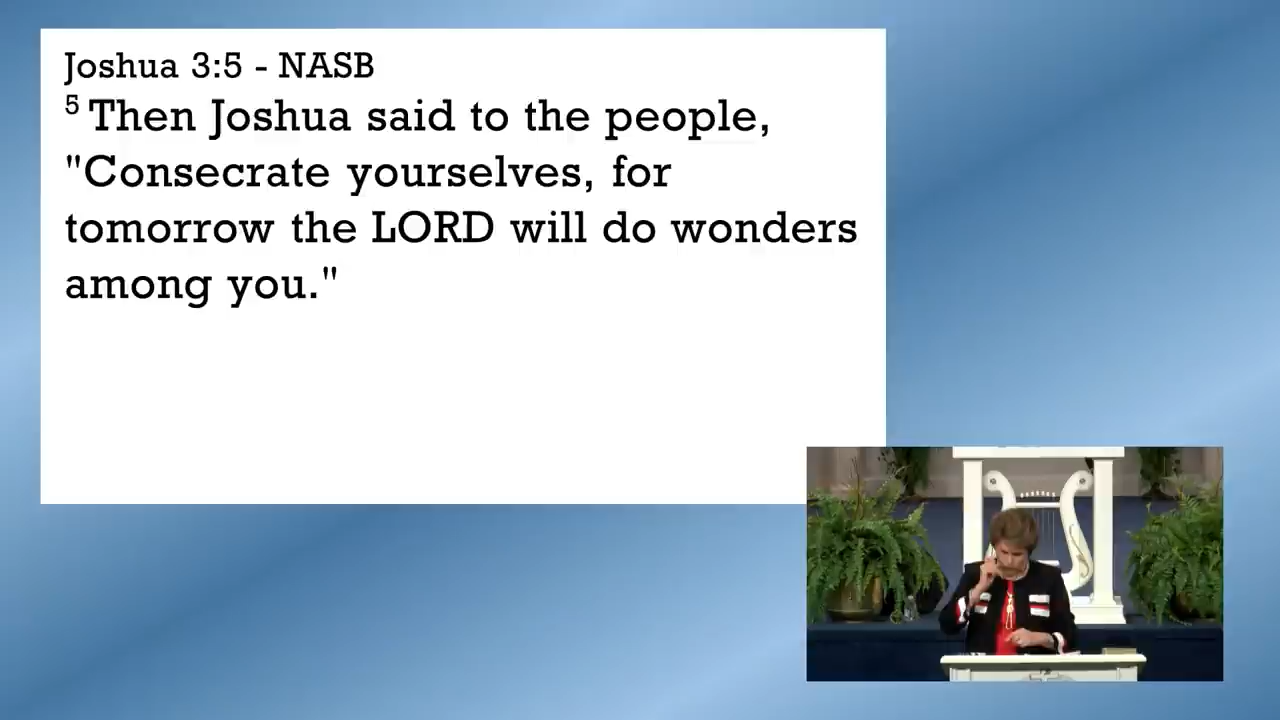 Joshua 3:5 - NASB
5 Then Joshua said to the people,
"Consecrate yourselves, for
tomorrow the LORD will do wonders
among you."